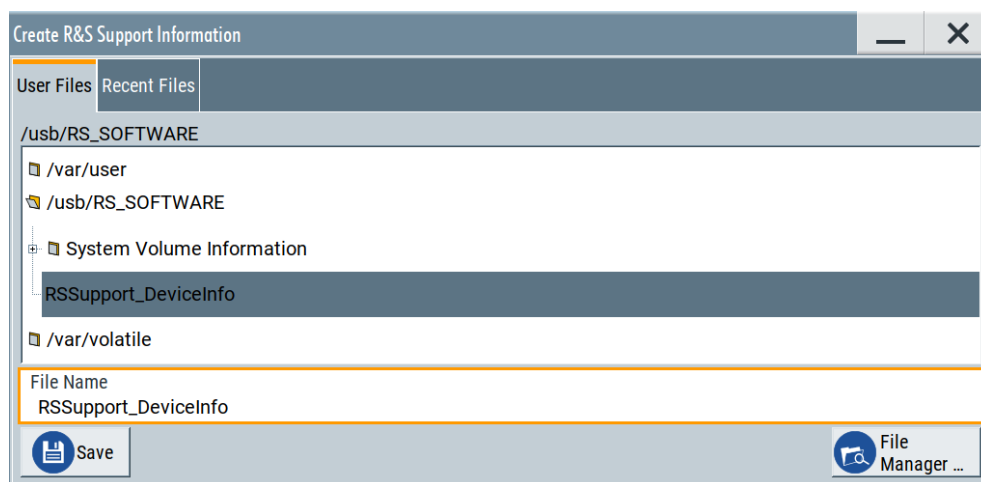 Create R&S Support Information
User Files Recent Files
/usb/RS_SOFTWARE
/var/user
/usb/RS_SOFTWARE
System Volume Information
RSSupport_DeviceInfo
/var/volatile
File Name
RSSupport_DeviceInfo
Save
File
Manager ...